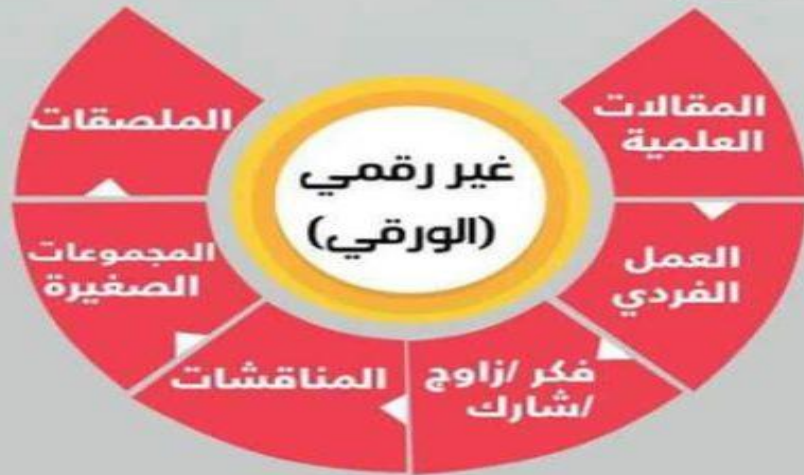 غير رقمي
(الورقي)
المقالات
العلمية
العمل
الفردي
فكر /زاوج
/شارك
المناقشات
المجموعات
الصغيرة
الملصقات